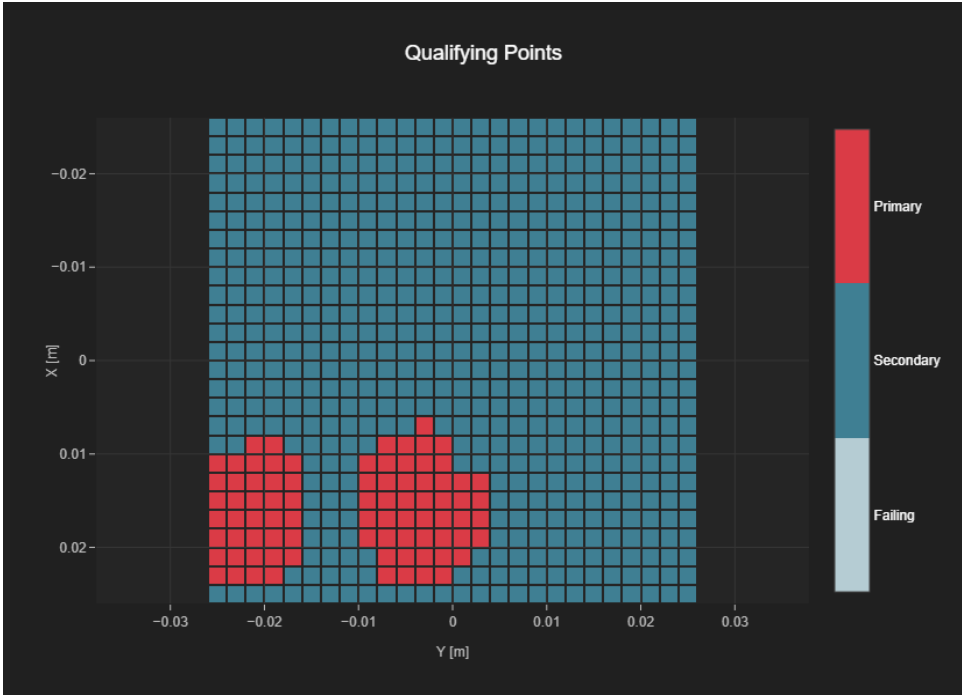 Qualifying Points
−0.02
−0.01
0
0.01
0.02
X [m]
−0.03
−0.02
−0.01
0
0.01
0.02
0.03
Y [m]
Primary
Secondary
Failing